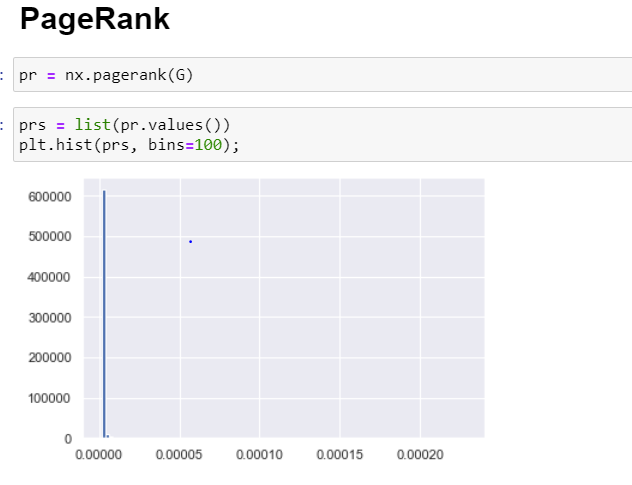 PageRank
: pr = nx.pagerank(G)
: prs = list(pr.values())
plt.hist(prs, bins=100);
600000
500000
400000
300000
200000
100000
0
0.00000 0.00005 0.00010 0.00015 0.00020